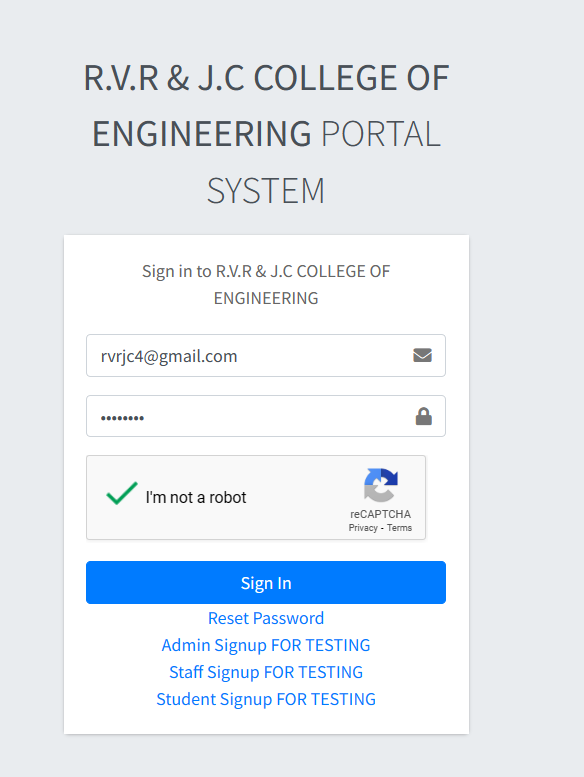 R.V.R & J.C COLLEGE OF
ENGINEERING PORTAL
SYSTEM
Sign in to R.V.R & J.C COLLEGE OF
ENGINEERING
rvrjc4@gmail.com
••••••••
I'm not a robot
reCAPTCHA
Privacy - Terms
Sign In
Reset Password
Admin Signup FOR TESTING
Staff Signup FOR TESTING
Student Signup FOR TESTING